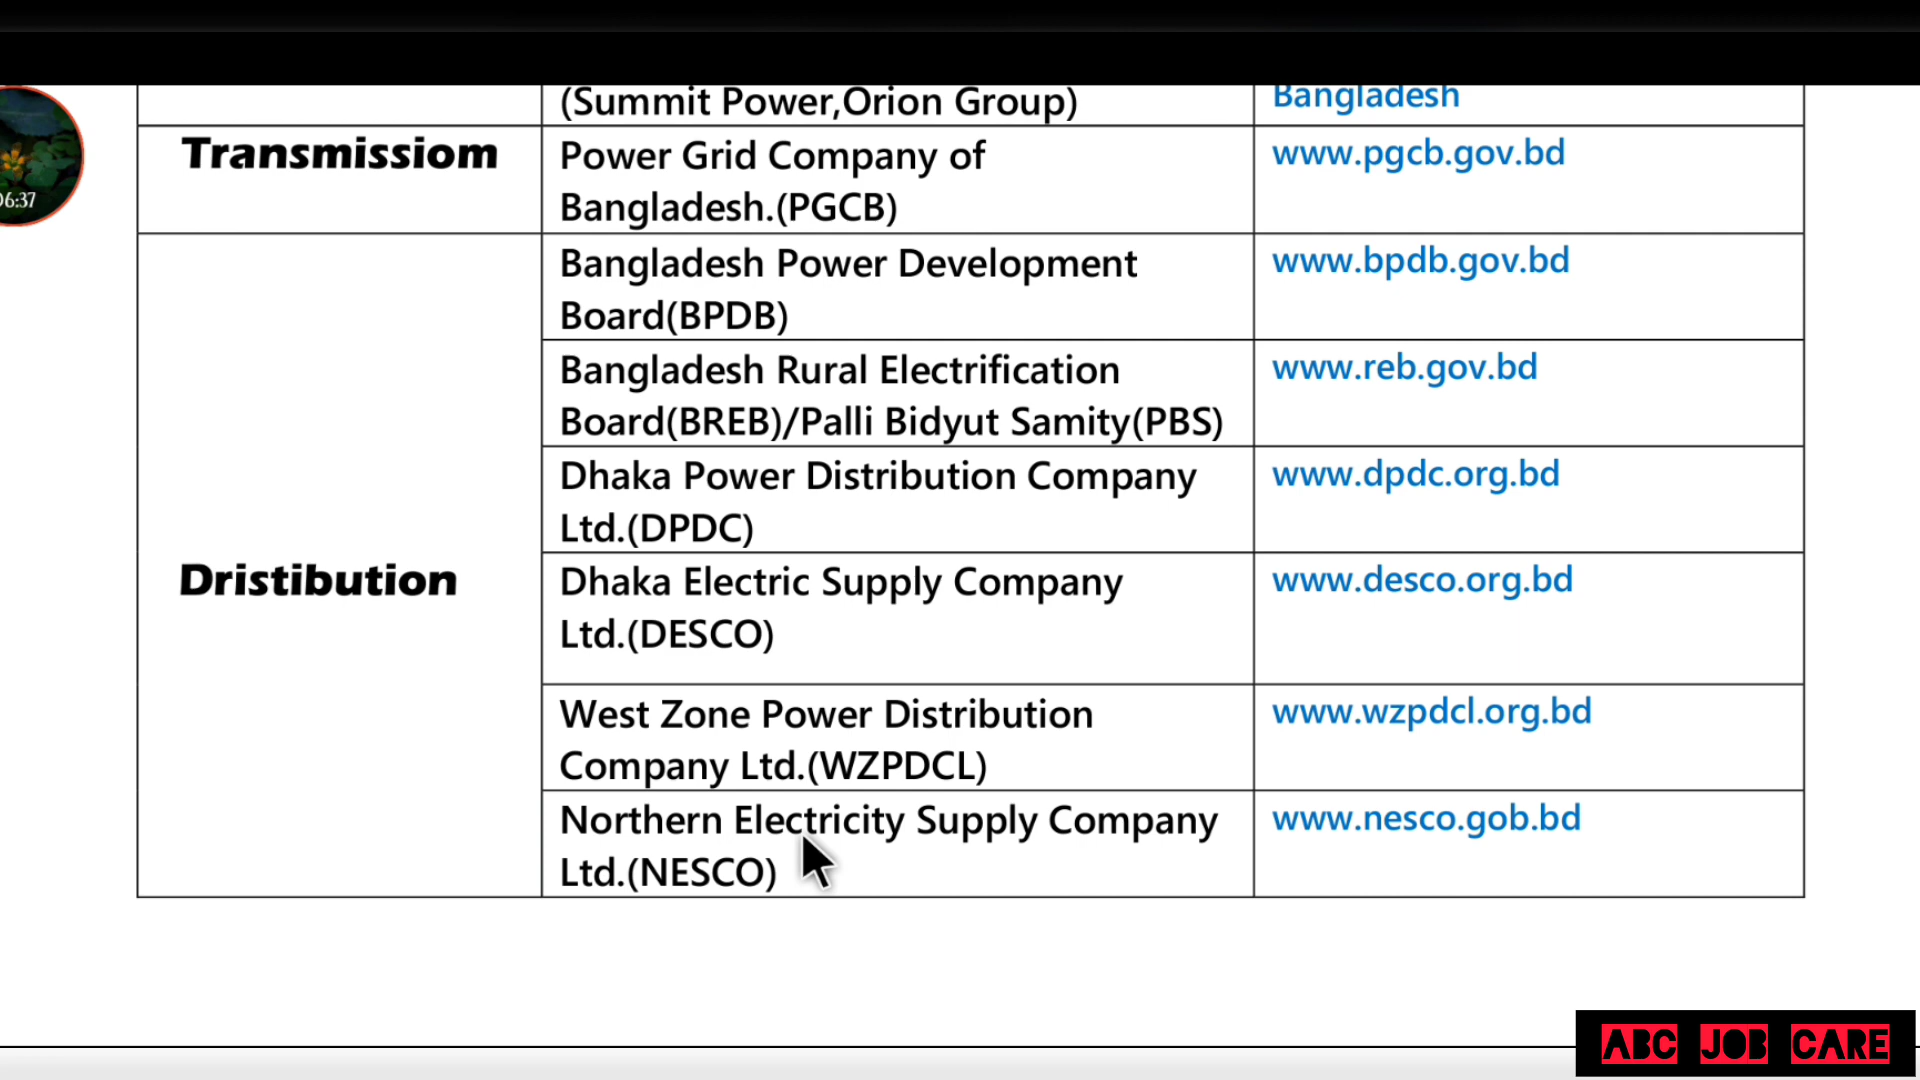 (Summit Power,Orion Group)
Bangladesh
Transmissiom
Power Grid Company of
Bangladesh.(PGCB)
www.pgcb.gov.bd
Dristibution
Bangladesh Power Development
Board(BPDB)
www.bpdb.gov.bd
Bangladesh Rural Electrification
Board(BREB)/Palli Bidyut Samity(PBS)
www.reb.gov.bd
Dhaka Power Distribution Company
Ltd.(DPDC)
www.dpdc.org.bd
Dhaka Electric Supply Company
Ltd.(DESCO)
www.desco.org.bd
West Zone Power Distribution
Company Ltd.(WZPDCL)
www.wzpdcl.org.bd
Northern Electricity Supply Company
Ltd.(NESCO)
www.nesco.gob.bd
06:37
ABC JOB CARE